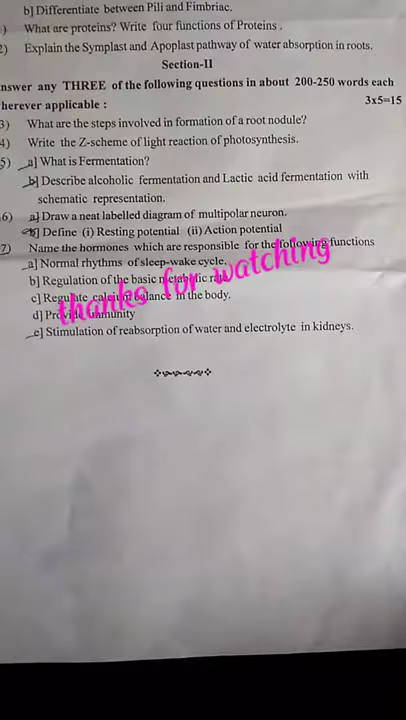 b] Differentiate between Pili and Fimbriac.
) What are proteins? Write four functions of Proteins .
2) Explain the Symplast and Apoplast pathway of water absorption in roots.
Section-II
nswer any THREE of the following questions in about 200-250 words each
herever applicable : 3x5=15
3) What are the steps involved in formation of a root nodule?
4) Write the Z-scheme of light reaction of photosynthesis.
5) a] What is Fermentation?
b] Describe alcoholic fermentation and Lactic acid fermentation with
schematic representation.
6) a] Draw a neat labelled diagram of multipolar neuron.
b] Define (i) Resting potential (ii) Action potential
7) Name the hormones which are responsible for the following functions
a] Normal rhythms of sleep-wake cycle.
b] Regulation of the basic metabolic rate
c] Regulate calcium balance in the body.
d] Provide immunity
e] Stimulation of reabsorption of water and electrolyte in kidneys.
thanks for watching